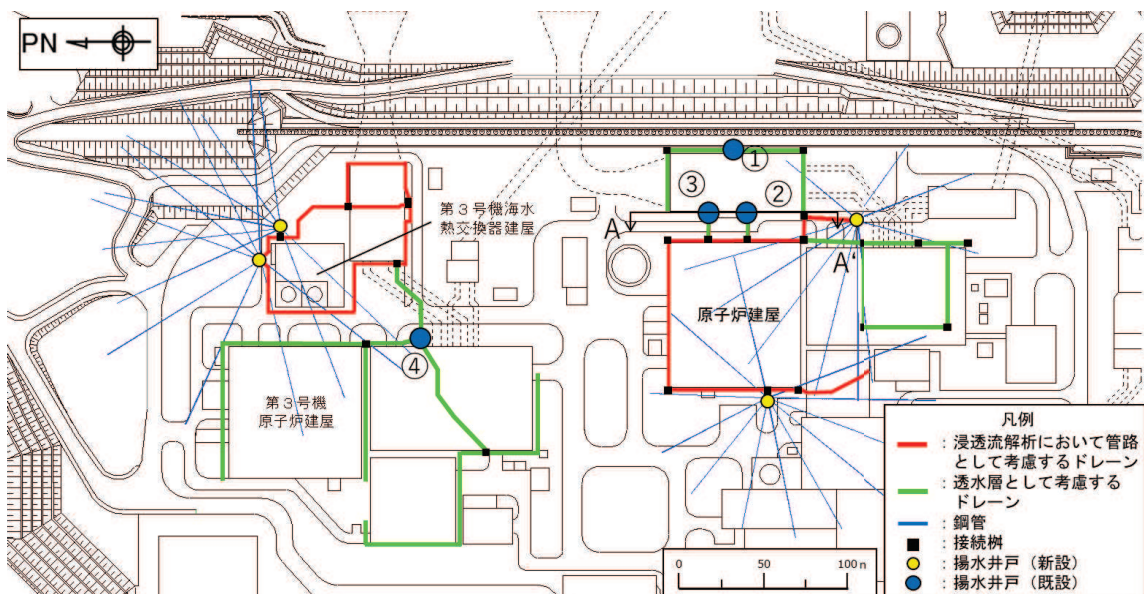 PN
①
③
②
第3号機海水
熱交換器建屋
A
A'
原子炉建屋
④
第3号機
原子炉建屋
凡例
：浸透流解析において管路
として考慮するドレーン
：透水層として考慮する
ドレーン
：鋼管
：接続桝
：揚水井戸（新設）
：揚水井戸（既設）
0 50 100m